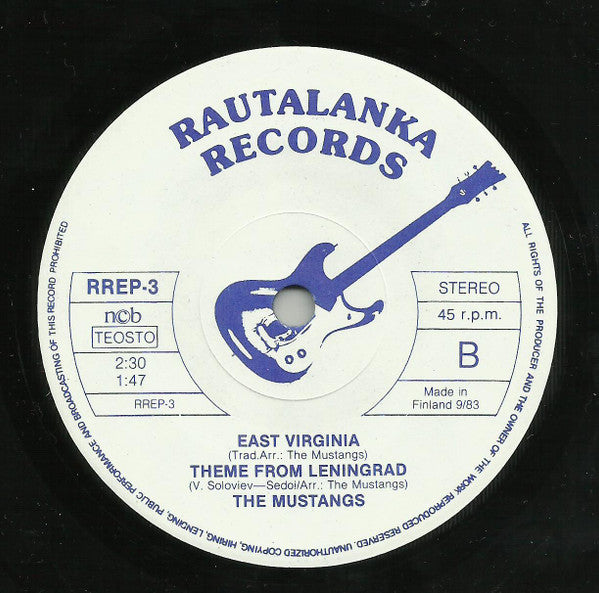 RAUTALANKA
RECORDS
RREP-3
ncb
TEOSTO
2:30
1:47
RREP-3
STEREO
45 r.p.m.
B
Made in
Finland 9/83
EAST VIRGINIA
(Trad.Arr.: The Mustangs)
THEME FROM LENINGRAD
(V. Soloviev—Sedoi/Arr.: The Mustangs)
THE MUSTANGS
ALL RIGHTS OF THE PRODUCER AND THE OWNER OF THE WORK REPRODUCED RESERVED. UNAUTHORIZED COPYING, HIRING, LENDING, PUBLIC PERFORMANCE AND BROADCASTING OF THIS RECORD PROHIBITED